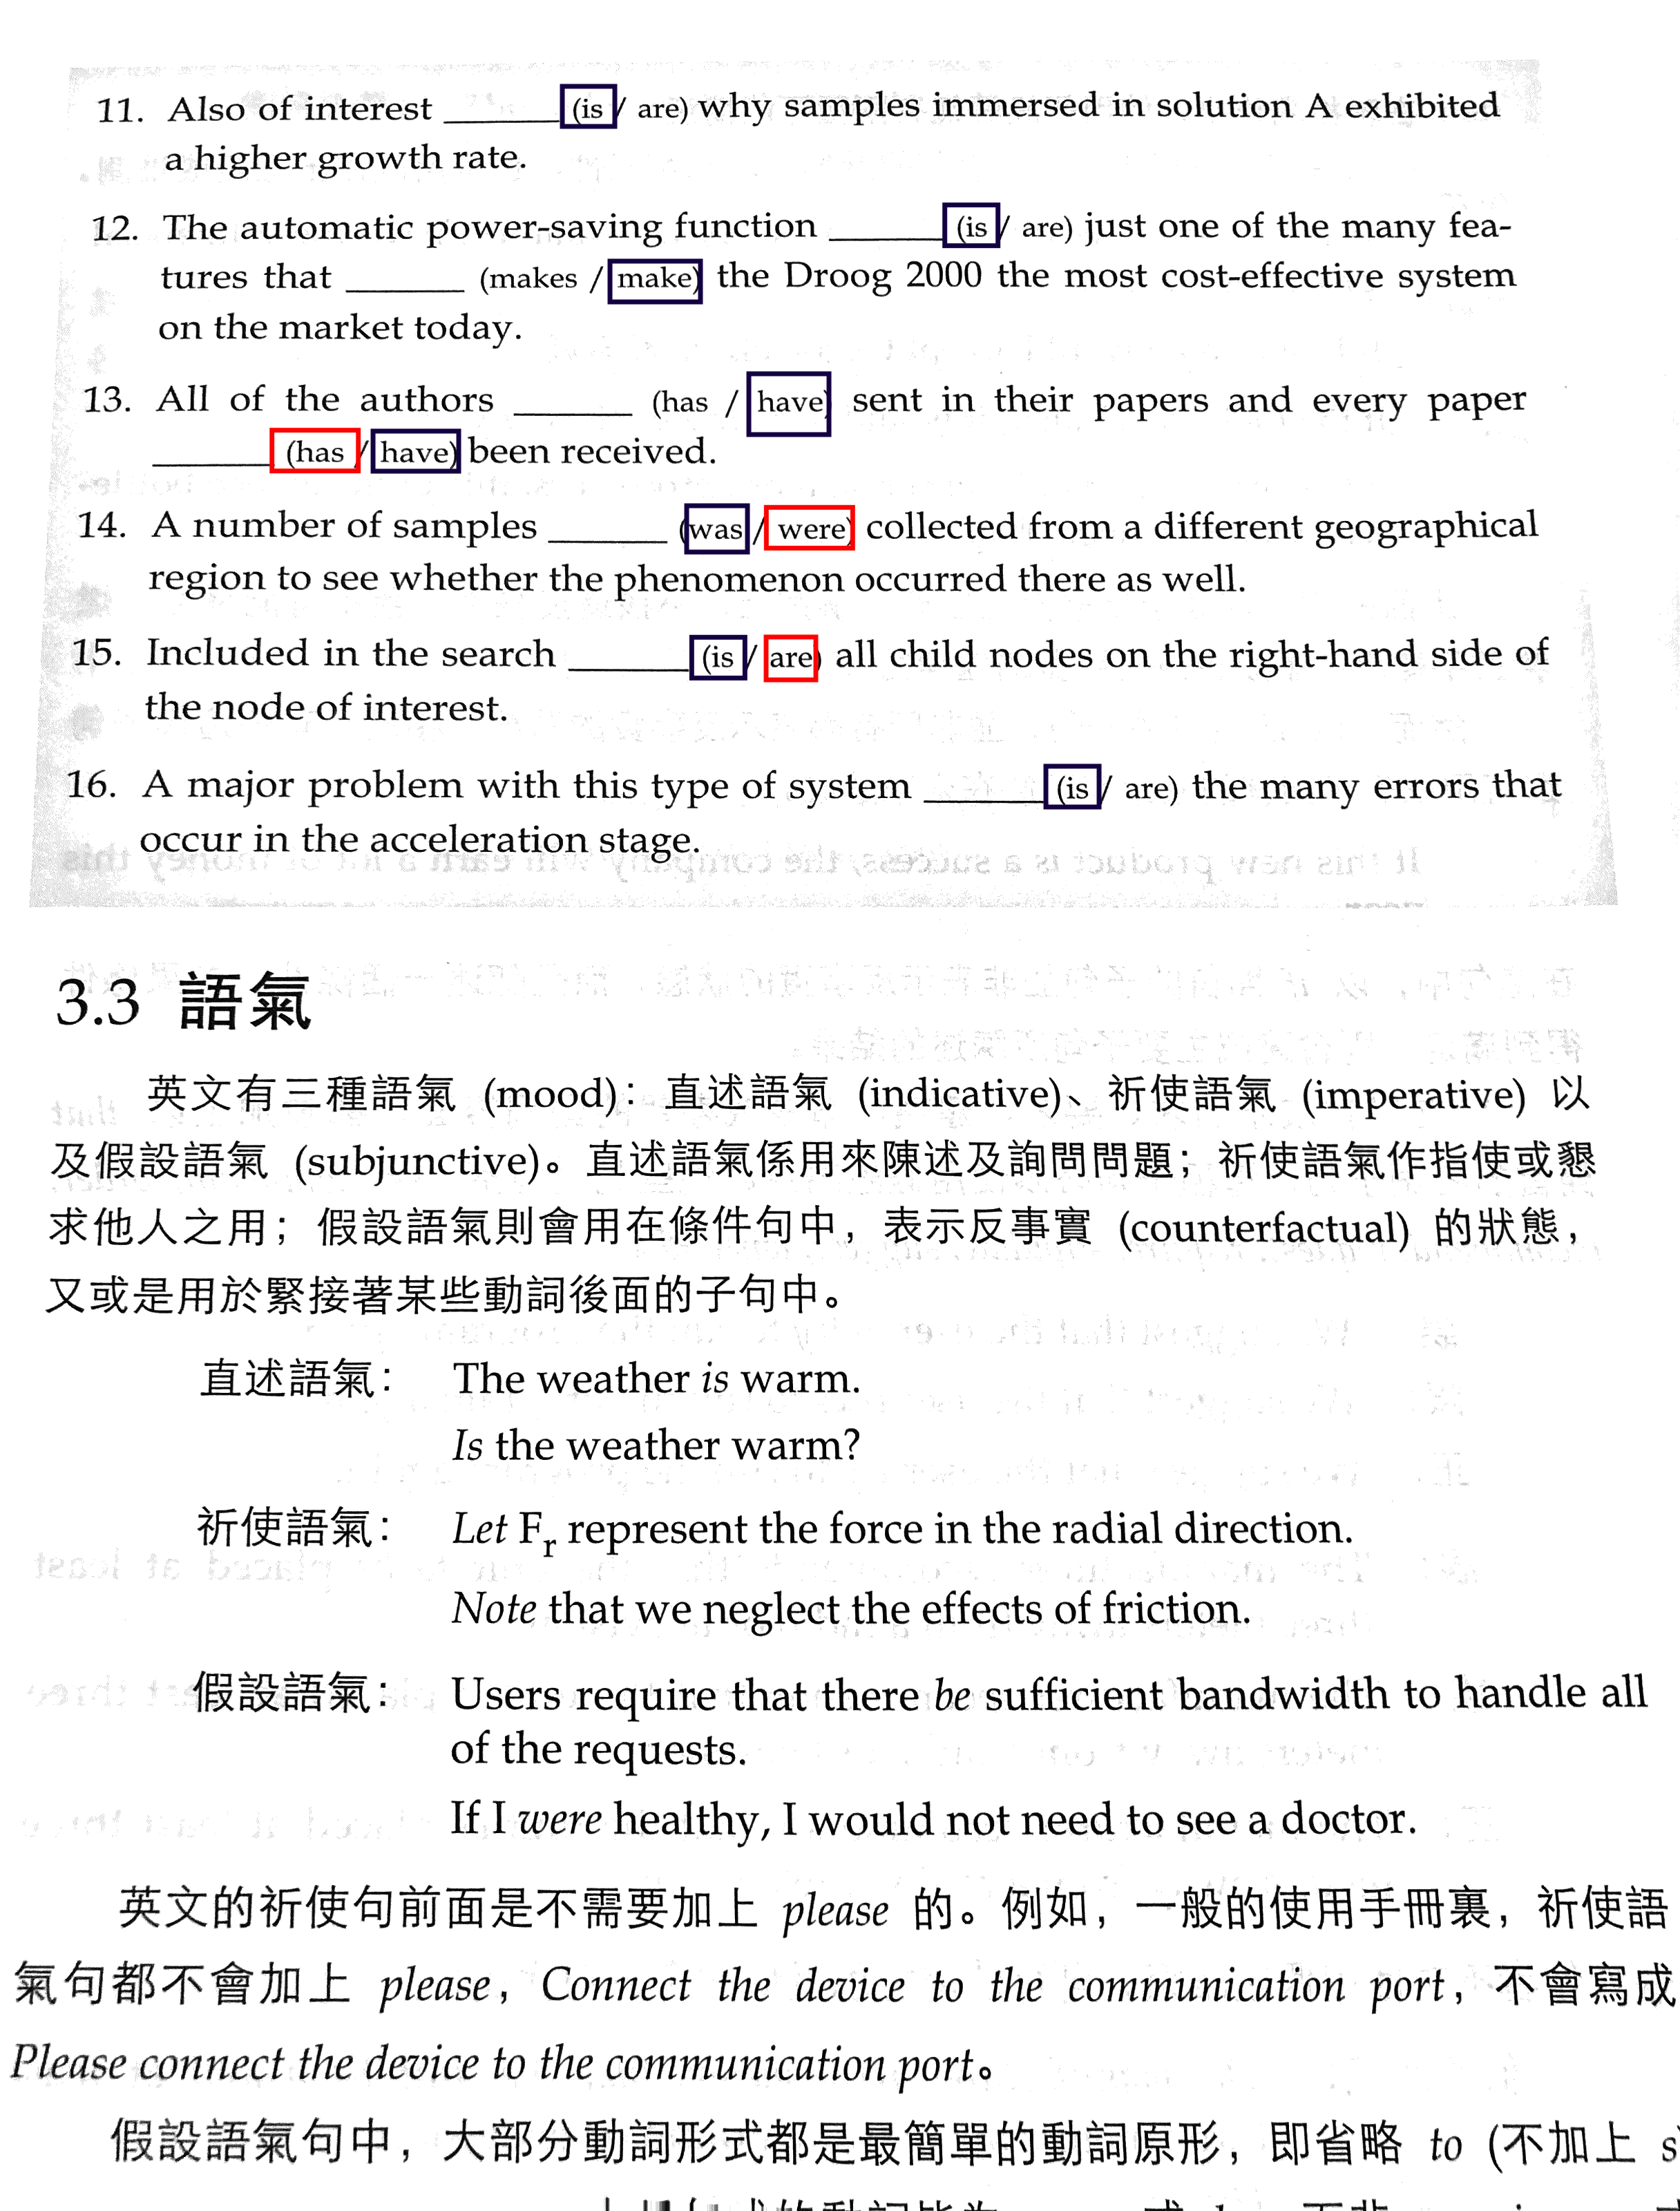 11. Also of interest ______ (is / are) why samples immersed in solution A exhibited
a higher growth rate.
12. The automatic power-saving function ______ (is / are) just one of the many fea-
tures that ______ (makes / make) the Droog 2000 the most cost-effective system
on the market today.
13. All of the authors ______ (has / have) sent in their papers and every paper
______ (has / have) been received.
14. A number of samples ______ (was / were) collected from a different geographical
region to see whether the phenomenon occurred there as well.
15. Included in the search ______ (is / are) all child nodes on the right-hand side of
the node of interest.
16. A major problem with this type of system ______ (is / are) the many errors that
occur in the acceleration stage.
3.3 語氣
英文有三種語氣 (mood)：直述語氣 (indicative)、祈使語氣 (imperative) 以
及假設語氣 (subjunctive)。直述語氣係用來陳述及詢問問題；祈使語氣作指使或懇
求他人之用；假設語氣則會用在條件句中，表示反事實 (counterfactual) 的狀態，
又或是用於緊接著某些動詞後面的子句中。
直述語氣： The weather is warm.
Is the weather warm?
祈使語氣： Let Fr represent the force in the radial direction.
Note that we neglect the effects of friction.
假設語氣： Users require that there be sufficient bandwidth to handle all
of the requests.
If I were healthy, I would not need to see a doctor.
英文的祈使句前面是不需要加上 please 的。例如，一般的使用手冊裏，祈使語
氣句都不會加上 please，Connect the device to the communication port，不會寫成
Please connect the device to the communication port。
假設語氣句中，大部分動詞形式都是最簡單的動詞原形，即省略 to (不加上 s